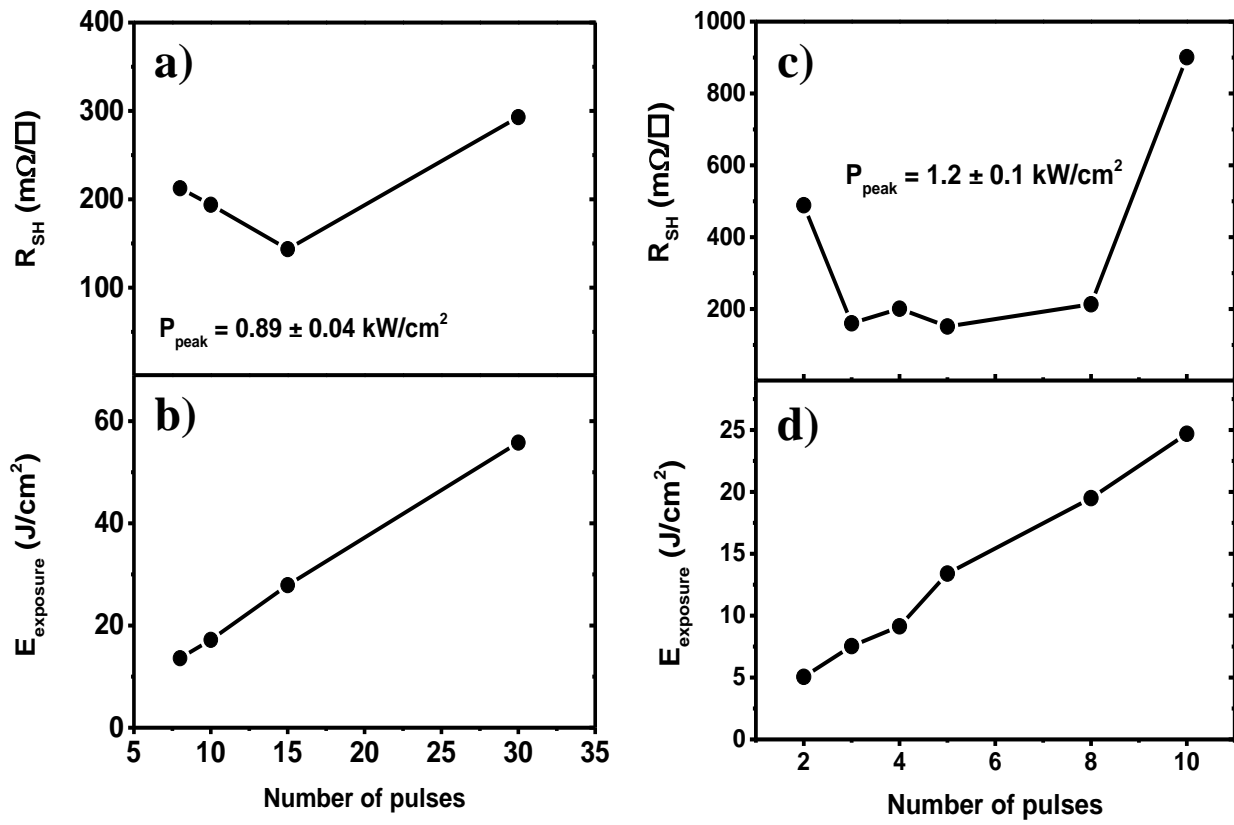 a)
R_SH (mΩ/□)
400
300
200
100
P_peak = 0.89 ± 0.04 kW/cm²
b)
E_exposure (J/cm²)
60
40
20
0
5 10 15 20 25 30 35
Number of pulses
c)
R_SH (mΩ/□)
1000
800
600
400
200
P_peak = 1.2 ± 0.1 kW/cm²
d)
E_exposure (J/cm²)
25
20
15
10
5
0
2 4 6 8 10
Number of pulses